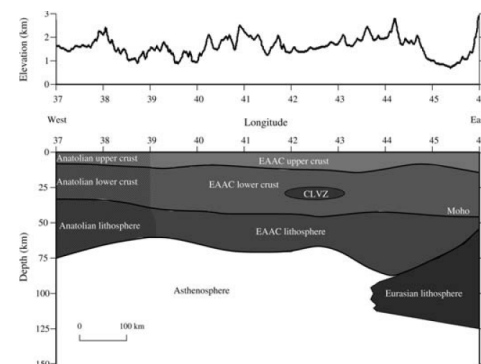 Elevation (km)
3
2
1
0
37 38 39 40 41 42 43 44 45
West Longitude Ea
37 38 39 40 41 42 43 44 45
Depth (km)
0
25
50
75
100
125
150
Anatolian upper crust
EAAC upper crust
Anatolian lower crust
EAAC lower crust
CLVZ
Moho
Anatolian lithosphere
EAAC lithosphere
Asthenosphere
Eurasian lithosphere
0 100 km